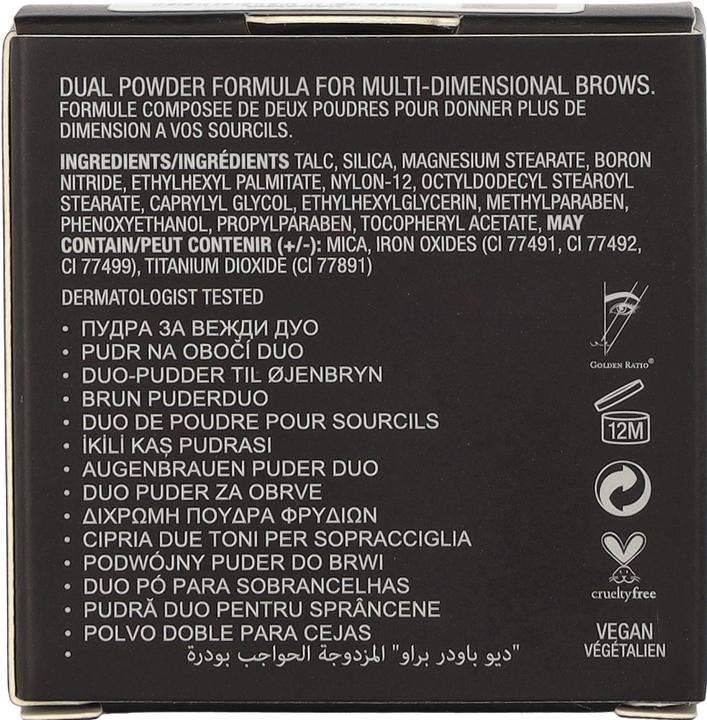 DUAL POWDER FORMULA FOR MULTI-DIMENSIONAL BROWS.
FORMULE COMPOSEE DE DEUX POUDRES POUR DONNER PLUS DE
DIMENSION A VOS SOURCILS.
INGREDIENTS/INGRÉDIENTS TALC, SILICA, MAGNESIUM STEARATE, BORON
NITRIDE, ETHYLHEXYL PALMITATE, NYLON-12, OCTYLDODECYL STEAROYL
STEARATE, CAPRYLYL GLYCOL, ETHYLHEXYLGLYCERIN, METHYLPARABEN,
PHENOXYETHANOL, PROPYLPARABEN, TOCOPHERYL ACETATE, MAY
CONTAIN/PEUT CONTENIR (+/-): MICA, IRON OXIDES (CI 77491, CI 77492,
CI 77499), TITANIUM DIOXIDE (CI 77891)
DERMATOLOGIST TESTED
• ПУДРА ЗА ВЕЖДИ ДУО
• PUDR NA OBOČÍ DUO
• DUO-PUDDER TIL ØJENBRYN
• BRUN PUDERDUO
• DUO DE POUDRE POUR SOURCILS
• İKİLİ KAŞ PUDRASI
• AUGENBRAUEN PUDER DUO
• DUO PUDER ZA OBRVE
• ΔΙΧΡΩΜΗ ΠΟΥΔΡΑ ΦΡΥΔΙΩΝ
• CIPRIA DUE TONI PER SOPRACCIGLIA
• PODWÓJNY PUDER DO BRWI
• DUO PÓ PARA SOBRANCELHAS
• PUDRĂ DUO PENTRU SPRÂNCENE
• POLVO DOBLE PARA CEJAS
• "ديو باودر براو" المزدوجة الحواجب بودرة
GOLDEN RATIO®
12M
crueltyfree
VEGAN
VÉGÉTALIEN